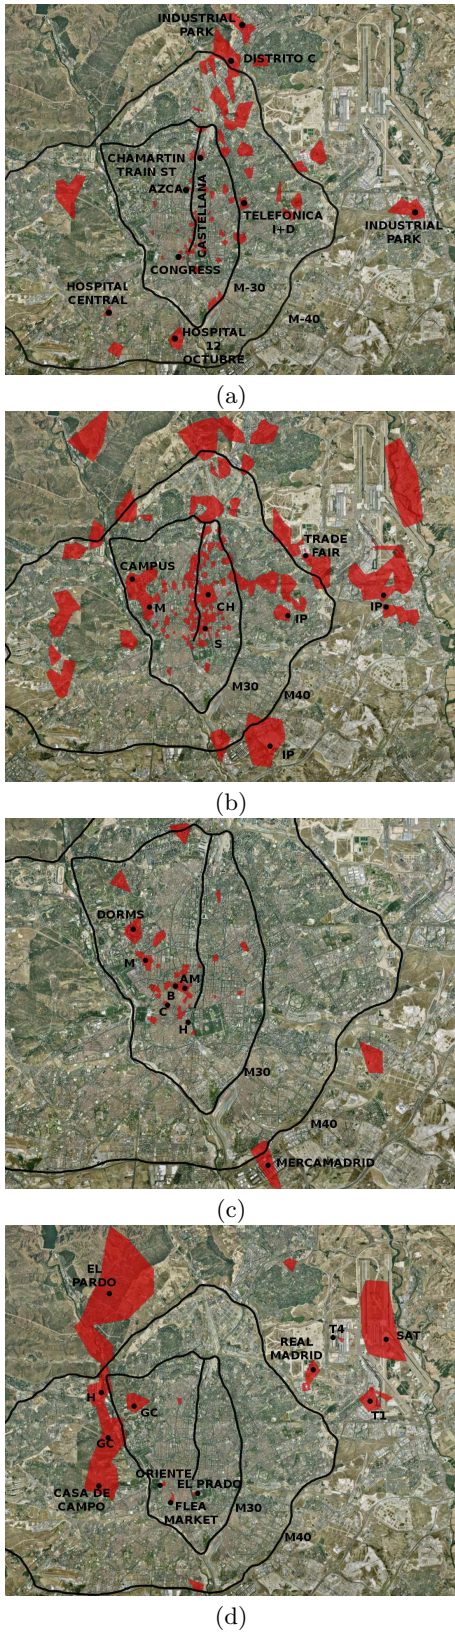 INDUSTRIAL
PARK
DISTRITO C
CHAMARTIN
TRAIN ST
AZCA
CASTELLANA
TELEFONICA
I+D
INDUSTRIAL
PARK
CONGRESS
HOSPITAL
CENTRAL
M-30
M-40
HOSPITAL
12
OCTUBRE
(a)
TRADE
FAIR
CAMPUS
M
CH
IP
IP
S
M30
M40
IP
(b)
DORMS
M
AM
B
C
H
M30
M40
MERCAMADRID
(c)
EL
PARDO
T4
SAT
REAL
MADRID
H
GC
T1
GC
ORIENTE
EL PRADO
CASA DE
CAMPO
FLEA
MARKET
M30
M40
(d)